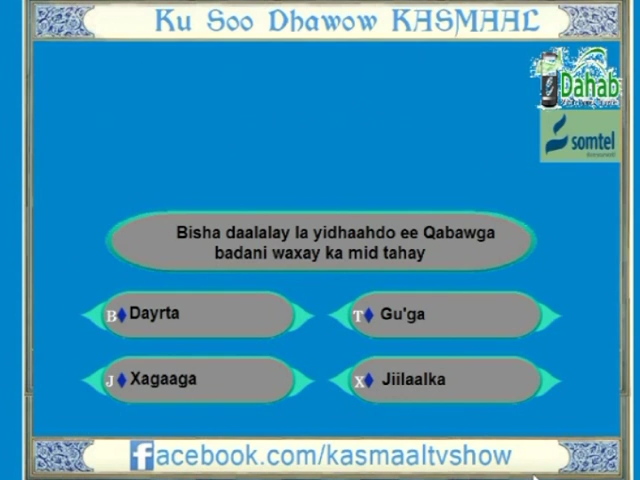 Ku Soo Dhawow KASMAAL
Dahab
somtel
Bisha daalalay la yidhaahdo ee Qabawga
badani waxay ka mid tahay
B Dayrta
T Gu'ga
J Xagaaga
X Jiilaalka
facebook.com/kasmaaltvshow